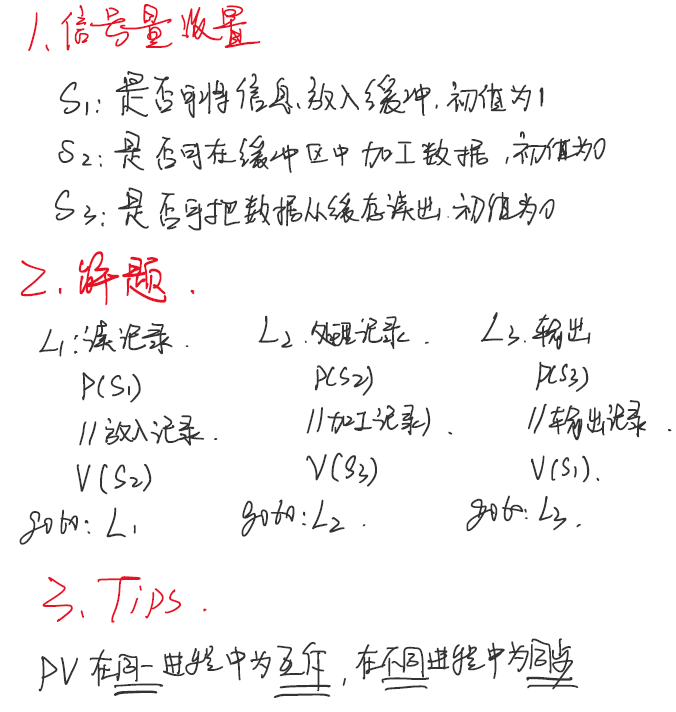 1、信号量设置
S1: 是否可将信息放入缓冲,初值为1
S2: 是否可在缓冲区中加工数据,初值为0
S3: 是否可把数据从缓存读出.初值为0
2. 解题.
L1:读记录. L2.处理记录. L3.输出
P(S1) P(S2) P(S3)
//放入记录. //加工记录). //输出记录.
V(S2) V(S3) V(S1).
goto: L1 goto: L2. goto: L3.
3、Tips.
PV在同一进程中为互斥,在不同进程中为同步